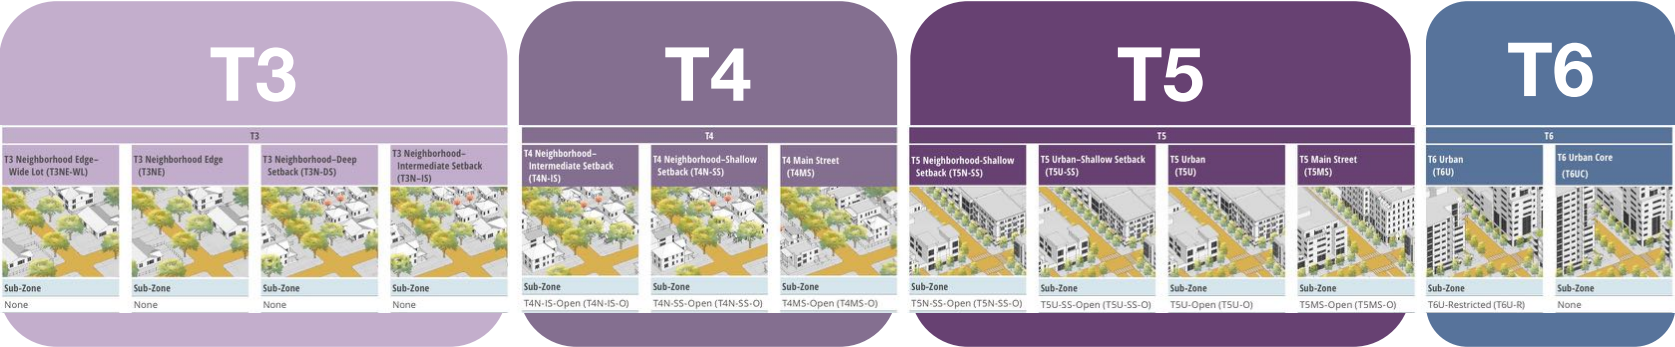 T3
T4
T5
T6
T3
T4
T5
T6
T3 Neighborhood Edge–
Wide Lot (T3NE-WL)
T3 Neighborhood Edge
(T3NE)
T3 Neighborhood–Deep
Setback (T3N-DS)
T3 Neighborhood–
Intermediate Setback
(T3N–IS)
T4 Neighborhood–
Intermediate Setback
(T4N-IS)
T4 Neighborhood–Shallow
Setback (T4N-SS)
T4 Main Street
(T4MS)
T5 Neighborhood-Shallow
Setback (T5N-SS)
T5 Urban–Shallow Setback
(T5U-SS)
T5 Urban
(T5U)
T5 Main Street
(T5MS)
T6 Urban
(T6U)
T6 Urban Core
(T6UC)
Sub-Zone
Sub-Zone
Sub-Zone
Sub-Zone
Sub-Zone
Sub-Zone
Sub-Zone
Sub-Zone
Sub-Zone
Sub-Zone
Sub-Zone
Sub-Zone
Sub-Zone
None
None
None
None
T4N-IS-Open (T4N-IS-O)
T4N-SS-Open (T4N-SS-O)
T4MS-Open (T4MS-O)
T5N-SS-Open (T5N-SS-O)
T5U-SS-Open (T5U-SS-O)
T5U-Open (T5U-O)
T5MS-Open (T5MS-O)
T6U-Restricted (T6U-R)
None